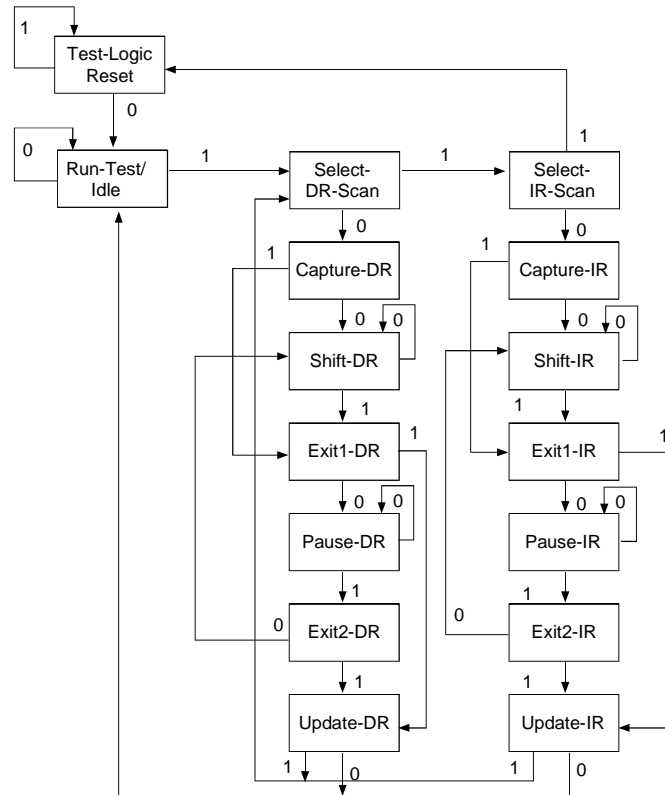 1
Test-Logic
Reset
0
0
Run-Test/
Idle
1
Select-
DR-Scan
1
Select-
IR-Scan
1
0
0
1
Capture-DR
1
Capture-IR
0
0
0
0
Shift-DR
Shift-IR
1
1
Exit1-DR
1
Exit1-IR
1
0
0
0
0
Pause-DR
Pause-IR
1
1
0
Exit2-DR
0
Exit2-IR
1
1
Update-DR
Update-IR
1
0
1
0